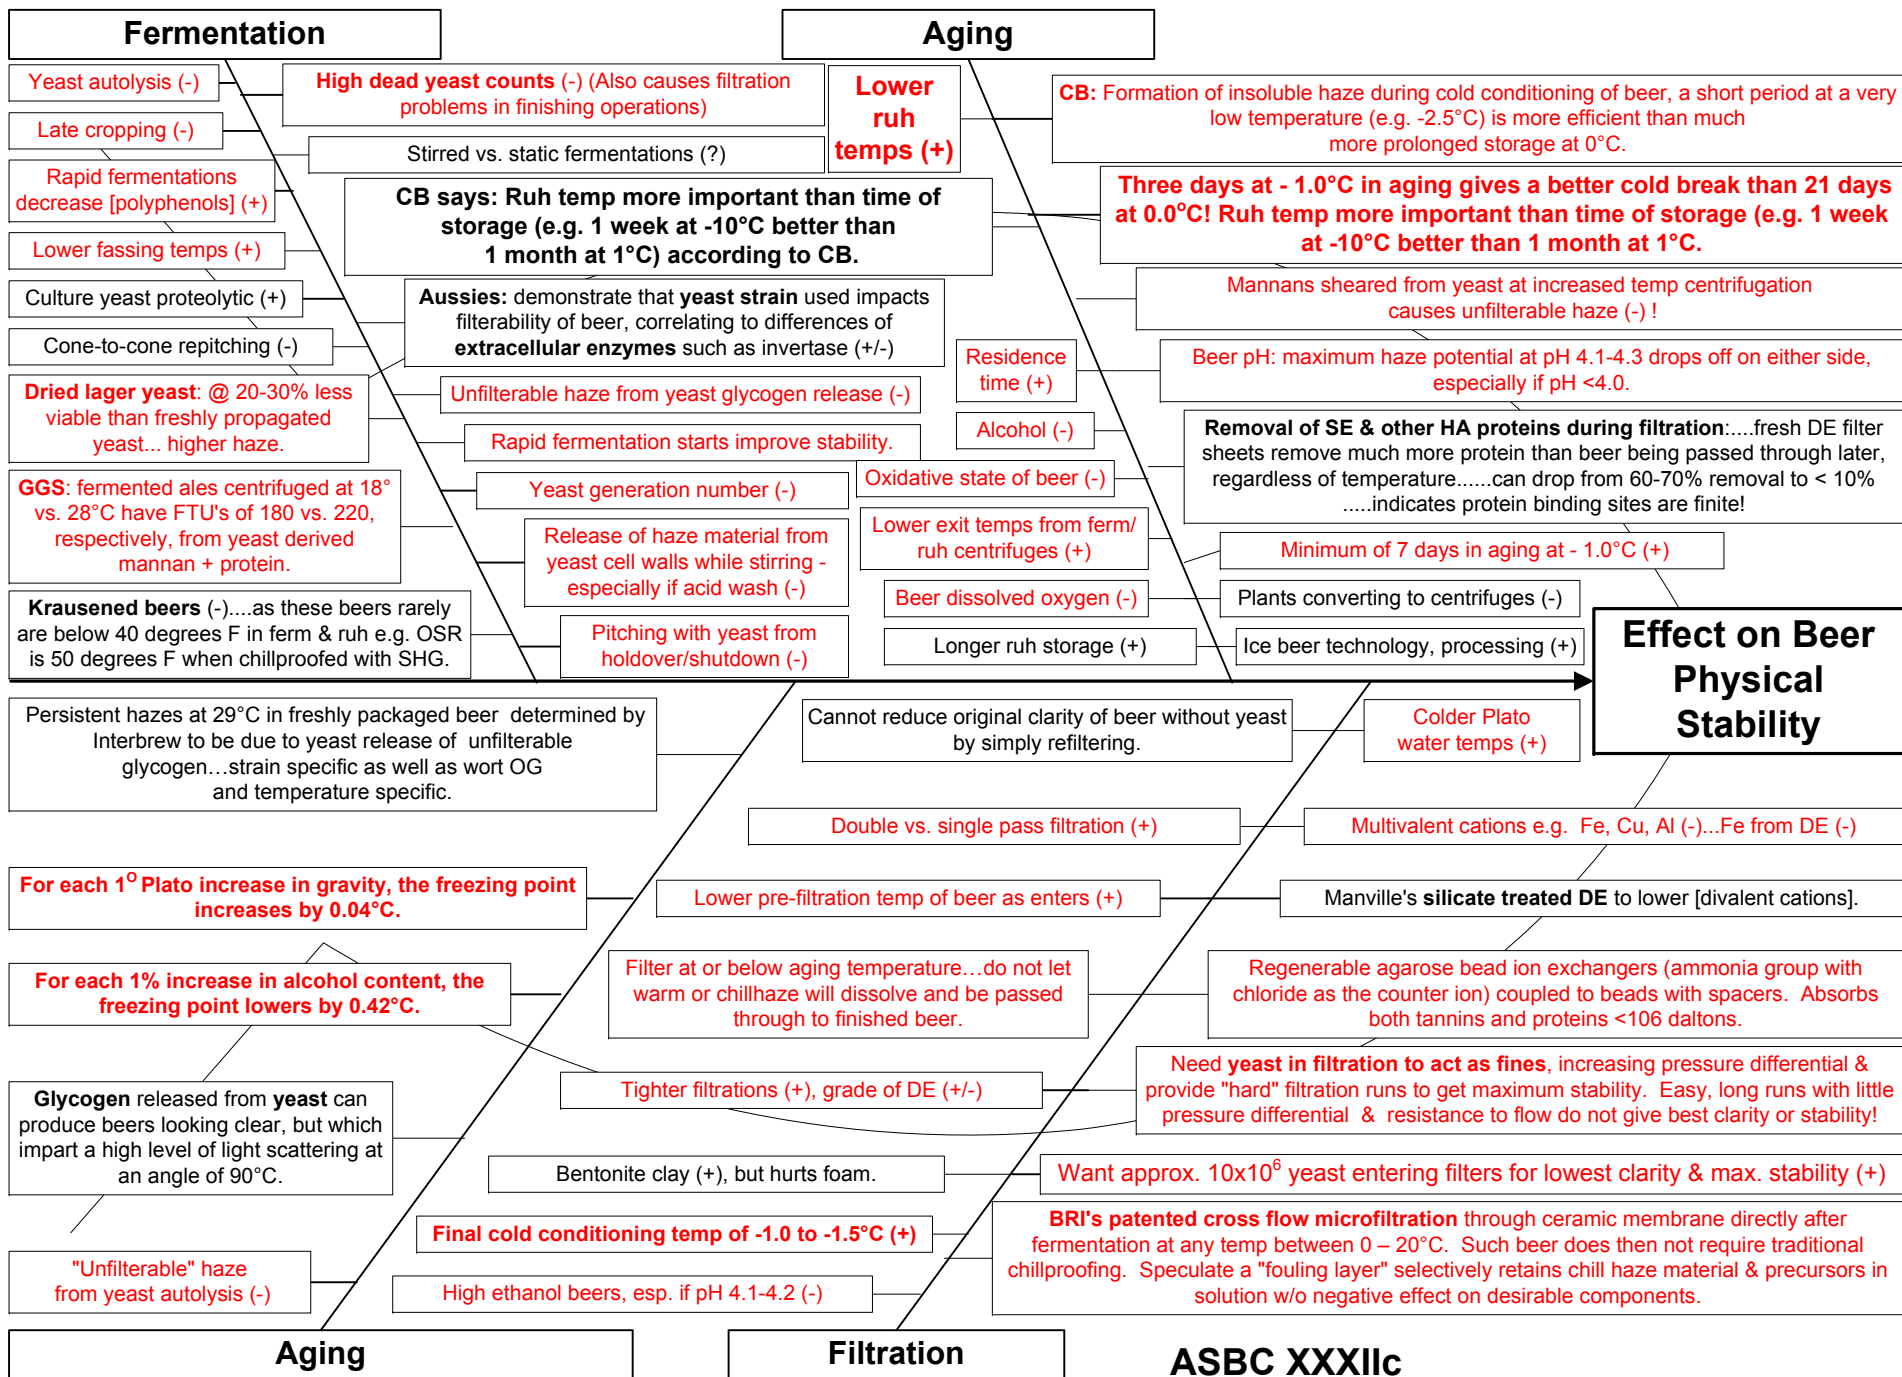 Fermentation
Yeast autolysis (-)
Late cropping (-)
Rapid fermentations
decrease [polyphenols] (+)
Lower fassing temps (+)
Culture yeast proteolytic (+)
Cone-to-cone repitching (-)
Dried lager yeast: @ 20-30% less
viable than freshly propagated
yeast... higher haze.
GGS: fermented ales centrifuged at 18°
vs. 28°C have FTU's of 180 vs. 220,
respectively, from yeast derived
mannan + protein.
Krausened beers (-)....as these beers rarely
are below 40 degrees F in ferm & ruh e.g. OSR
is 50 degrees F when chillproofed with SHG.
High dead yeast counts (-) (Also causes filtration
problems in finishing operations)
Stirred vs. static fermentations (?)
CB says: Ruh temp more important than time of
storage (e.g. 1 week at -10°C better than
1 month at 1°C) according to CB.
Aussies: demonstrate that yeast strain used impacts
filterability of beer, correlating to differences of
extracellular enzymes such as invertase (+/-)
Unfilterable haze from yeast glycogen release (-)
Rapid fermentation starts improve stability.
Yeast generation number (-)
Release of haze material from
yeast cell walls while stirring -
especially if acid wash (-)
Pitching with yeast from
holdover/shutdown (-)
Aging
Lower
ruh
temps (+)
Residence
time (+)
Alcohol (-)
Oxidative state of beer (-)
Lower exit temps from ferm/
ruh centrifuges (+)
Beer dissolved oxygen (-)
Longer ruh storage (+)
CB: Formation of insoluble haze during cold conditioning of beer, a short period at a very
low temperature (e.g. -2.5°C) is more efficient than much
more prolonged storage at 0°C.
Three days at - 1.0°C in aging gives a better cold break than 21 days
at 0.0°C! Ruh temp more important than time of storage (e.g. 1 week
at -10°C better than 1 month at 1°C.
Mannans sheared from yeast at increased temp centrifugation
causes unfilterable haze (-) !
Beer pH: maximum haze potential at pH 4.1-4.3 drops off on either side,
especially if pH <4.0.
Removal of SE & other HA proteins during filtration:....fresh DE filter
sheets remove much more protein than beer being passed through later,
regardless of temperature......can drop from 60-70% removal to < 10%
.....indicates protein binding sites are finite!
Minimum of 7 days in aging at - 1.0°C (+)
Plants converting to centrifuges (-)
Ice beer technology, processing (+)
Effect on Beer
Physical
Stability
Persistent hazes at 29°C in freshly packaged beer determined by
Interbrew to be due to yeast release of unfilterable
glycogen…strain specific as well as wort OG
and temperature specific.
For each 1° Plato increase in gravity, the freezing point
increases by 0.04°C.
For each 1% increase in alcohol content, the
freezing point lowers by 0.42°C.
Glycogen released from yeast can
produce beers looking clear, but which
impart a high level of light scattering at
an angle of 90°C.
"Unfilterable" haze
from yeast autolysis (-)
Aging
Cannot reduce original clarity of beer without yeast
by simply refiltering.
Double vs. single pass filtration (+)
Lower pre-filtration temp of beer as enters (+)
Filter at or below aging temperature…do not let
warm or chillhaze will dissolve and be passed
through to finished beer.
Tighter filtrations (+), grade of DE (+/-)
Bentonite clay (+), but hurts foam.
Final cold conditioning temp of -1.0 to -1.5°C (+)
High ethanol beers, esp. if pH 4.1-4.2 (-)
Filtration
Colder Plato
water temps (+)
Multivalent cations e.g. Fe, Cu, Al (-)...Fe from DE (-)
Manville's silicate treated DE to lower [divalent cations].
Regenerable agarose bead ion exchangers (ammonia group with
chloride as the counter ion) coupled to beads with spacers. Absorbs
both tannins and proteins <106 daltons.
Need yeast in filtration to act as fines, increasing pressure differential &
provide "hard" filtration runs to get maximum stability. Easy, long runs with little
pressure differential & resistance to flow do not give best clarity or stability!
Want approx. 10x10⁶ yeast entering filters for lowest clarity & max. stability (+)
BRI's patented cross flow microfiltration through ceramic membrane directly after
fermentation at any temp between 0 – 20°C. Such beer does then not require traditional
chillproofing. Speculate a "fouling layer" selectively retains chill haze material & precursors in
solution w/o negative effect on desirable components.
ASBC XXXIIc